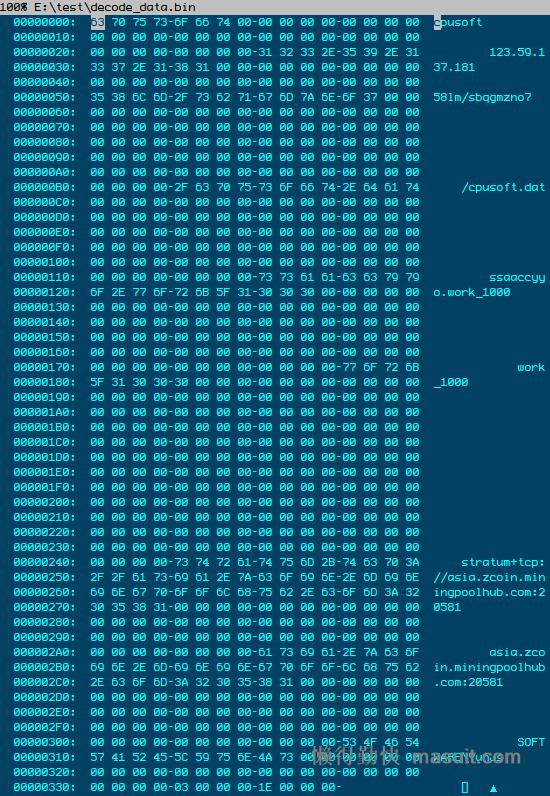 100% E:\test\decode_data.bin
00000000: 63 70 75 73-6F 66 74 00-00 00 00 00-00 00 00 00 cpusoft
00000010: 00 00 00 00-00 00 00 00-00 00 00 00-00 00 00 00
00000020: 00 00 00 00-00 00 31 32 33 2E-35 39 2E 31 123.59.1
00000030: 33 37 2E 31-38 31 00 00-00 00 00 00-00 00 00 00 37.181
00000040: 00 00 00 00-00 00 00 00-00 00 00 00-00 00 00 00
00000050: 35 38 6C 6D-2F 73 62 71-67 6D 7A 6E-6F 37 00 00 58lm/sbqgmzno7
00000060: 00 00 00 00-00 00 00 00-00 00 00 00-00 00 00 00
00000070: 00 00 00 00-00 00 00 00-00 00 00 00-00 00 00 00
00000080: 00 00 00 00-00 00 00 00-00 00 00 00-00 00 00 00
00000090: 00 00 00 00-00 00 00 00-00 00 00 00-00 00 00 00
000000A0: 00 00 00 00-00 00 00 00-00 00 00 00-00 00 00 00
000000B0: 00 00 00 00-2F 63 70 75-73 6F 66 74-2E 64 61 74 /cpusoft.dat
000000C0: 00 00 00 00-00 00 00 00-00 00 00 00-00 00 00 00
000000D0: 00 00 00 00-00 00 00 00-00 00 00 00-00 00 00 00
000000E0: 00 00 00 00-00 00 00 00-00 00 00 00-00 00 00 00
000000F0: 00 00 00 00-00 00 00 00-00 00 00 00-00 00 00 00
00000100: 00 00 00 00-00 00 00 00-00 00 00 00-00 00 00 00
00000110: 00 00 00 00-00 00 00 00-73 73 61 61-63 63 79 79 ssaaccyy
00000120: 6F 2E 77 6F-72 6B 5F 31-30 30 30 00-00 00 00 00 o.work_1000
00000130: 00 00 00 00-00 00 00 00-00 00 00 00-00 00 00 00
00000140: 00 00 00 00-00 00 00 00-00 00 00 00-00 00 00 00
00000150: 00 00 00 00-00 00 00 00-00 00 00 00-00 00 00 00
00000160: 00 00 00 00-00 00 00 00-00 00 00 00-00 00 00 00
00000170: 00 00 00 00-00 00 00 00-00 00 00 00-77 6F 72 6B work
00000180: 5F 31 30 30-30 00 00 00-00 00 00 00-00 00 00 00 _1000
00000190: 00 00 00 00-00 00 00 00-00 00 00 00-00 00 00 00
000001A0: 00 00 00 00-00 00 00 00-00 00 00 00-00 00 00 00
000001B0: 00 00 00 00-00 00 00 00-00 00 00 00-00 00 00 00
000001C0: 00 00 00 00-00 00 00 00-00 00 00 00-00 00 00 00
000001D0: 00 00 00 00-00 00 00 00-00 00 00 00-00 00 00 00
000001E0: 00 00 00 00-00 00 00 00-00 00 00 00-00 00 00 00
000001F0: 00 00 00 00-00 00 00 00-00 00 00 00-00 00 00 00
00000200: 00 00 00 00-00 00 00 00-00 00 00 00-00 00 00 00
00000210: 00 00 00 00-00 00 00 00-00 00 00 00-00 00 00 00
00000220: 00 00 00 00-00 00 00 00-00 00 00 00-00 00 00 00
00000230: 00 00 00 00-00 00 00 00-00 00 00 00-00 00 00 00
00000240: 00 00 00 00-73 74 72 61-74 75 6D 2B-74 63 70 3A stratum+tcp:
00000250: 2F 2F 61 73-69 61 2E 7A-63 6F 69 6E-2E 6D 69 6E //asia.zcoin.min
00000260: 69 6E 67 70-6F 6F 6C 68-75 62 2E 63-6F 6D 3A 32 ingpoolhub.com:2
00000270: 30 35 38 31-00 00 00 00-00 00 00 00-00 00 00 00 0581
00000280: 00 00 00 00-00 00 00 00-00 00 00 00-00 00 00 00
00000290: 00 00 00 00-00 00 00 00-00 00 00 00-00 00 00 00
000002A0: 00 00 00 00-00 00 00 00-61 73 69 61-2E 7A 63 6F asia.zco
000002B0: 69 6E 2E 6D-69 6E 69 6E-67 70 6F 6F-6C 68 75 62 in.miningpoolhub
000002C0: 2E 63 6F 6D-3A 32 30 35-38 31 00 00-00 00 00 00 .com:20581
000002D0: 00 00 00 00-00 00 00 00-00 00 00 00-00 00 00 00
000002E0: 00 00 00 00-00 00 00 00-00 00 00 00-00 00 00 00
000002F0: 00 00 00 00-00 00 00 00-00 00 00 00-00 00 00 00
00000300: 00 00 00 00-00 00 00 00-00 00 00 00-53 4F 46 54 SOFT
00000310: 57 41 52 45-5C 59 75 6E-4A 73 00 00
懒得勤快 masuit.com
00000320: 00 00 00 00-00 00 00 00-00 00 00 00-00 00 00 00
00000330: 00 00 00 00-03 00 00 00-1E 00 00 00-